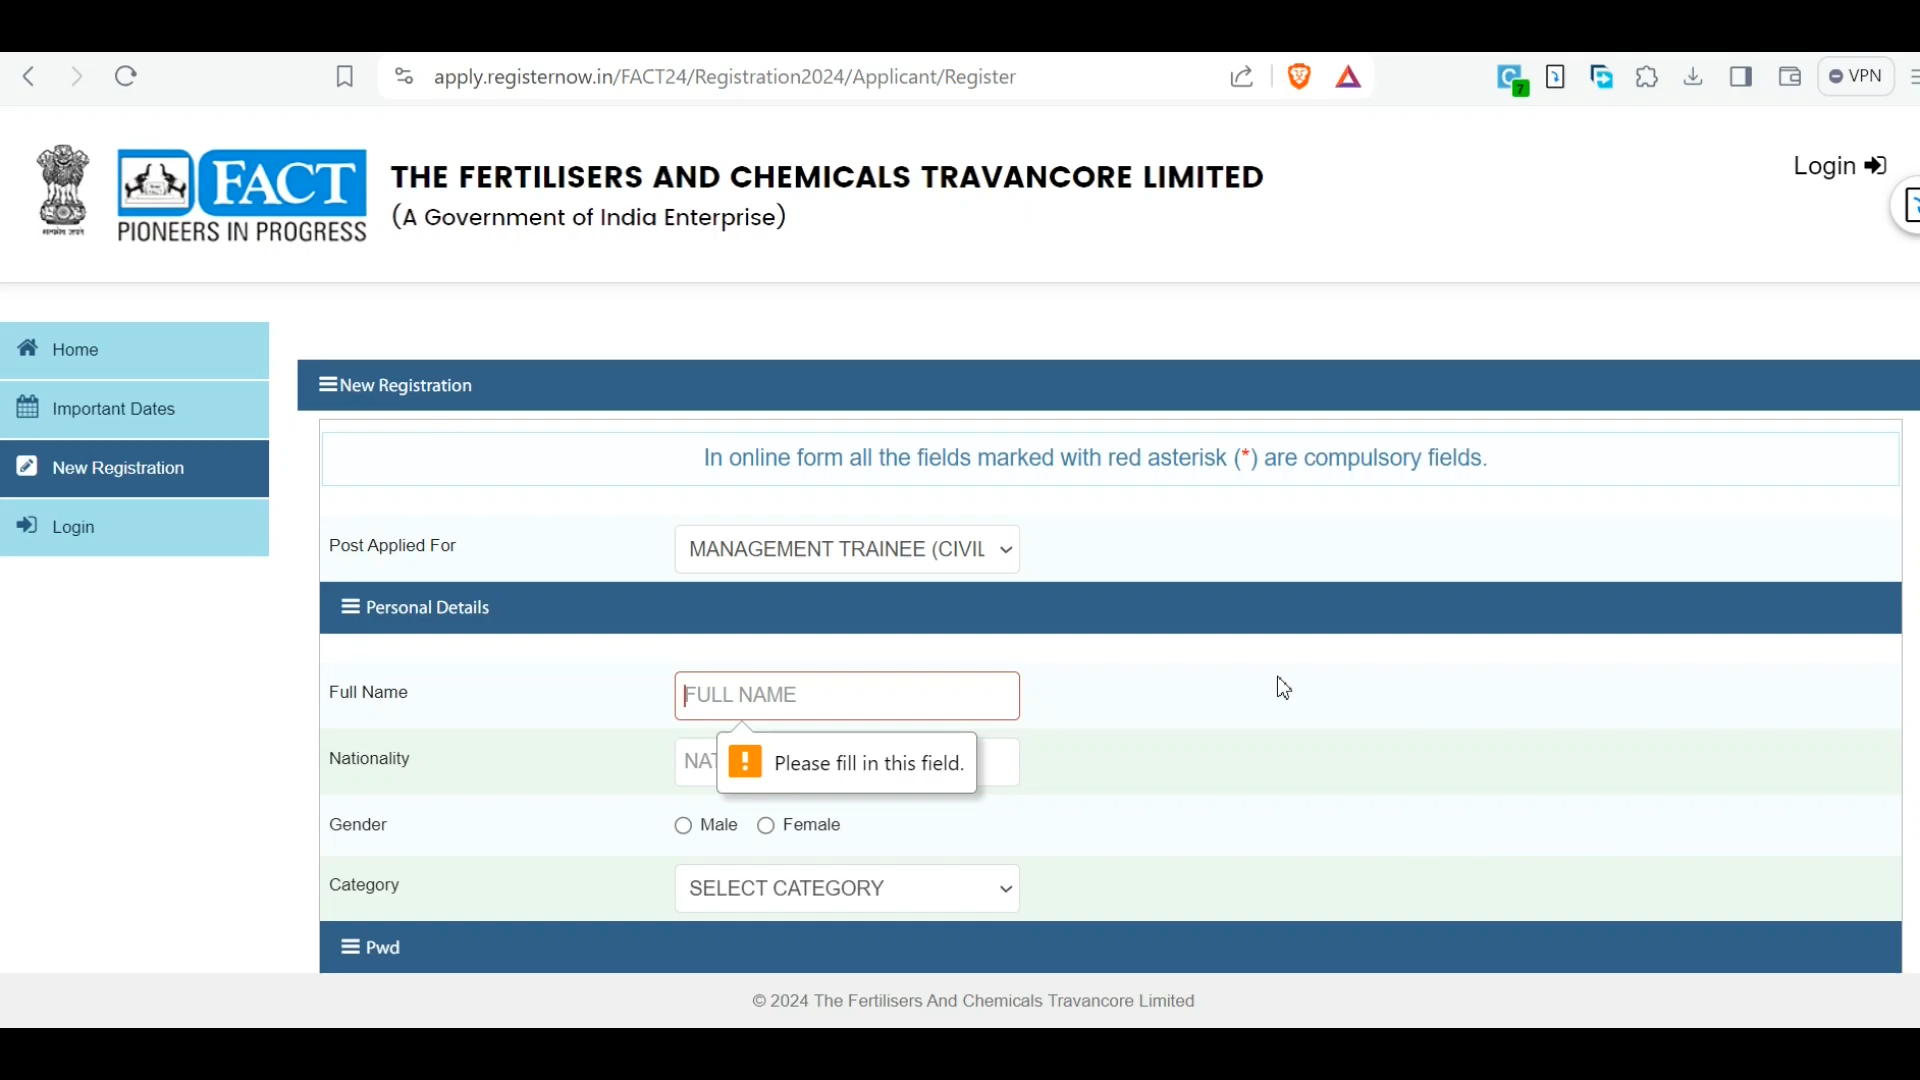 apply.registernow.in/FACT24/Registration2024/Applicant/Register
7
VPN
FACT
PIONEERS IN PROGRESS
THE FERTILISERS AND CHEMICALS TRAVANCORE LIMITED
(A Government of India Enterprise)
Login
Home
Important Dates
New Registration
Login
New Registration
In online form all the fields marked with red asterisk (*) are compulsory fields.
Post Applied For
MANAGEMENT TRAINEE (CIVIL
Personal Details
Full Name
FULL NAME
Nationality
NAT
Please fill in this field.
Gender
Male
Female
Category
SELECT CATEGORY
Pwd
© 2024 The Fertilisers And Chemicals Travancore Limited